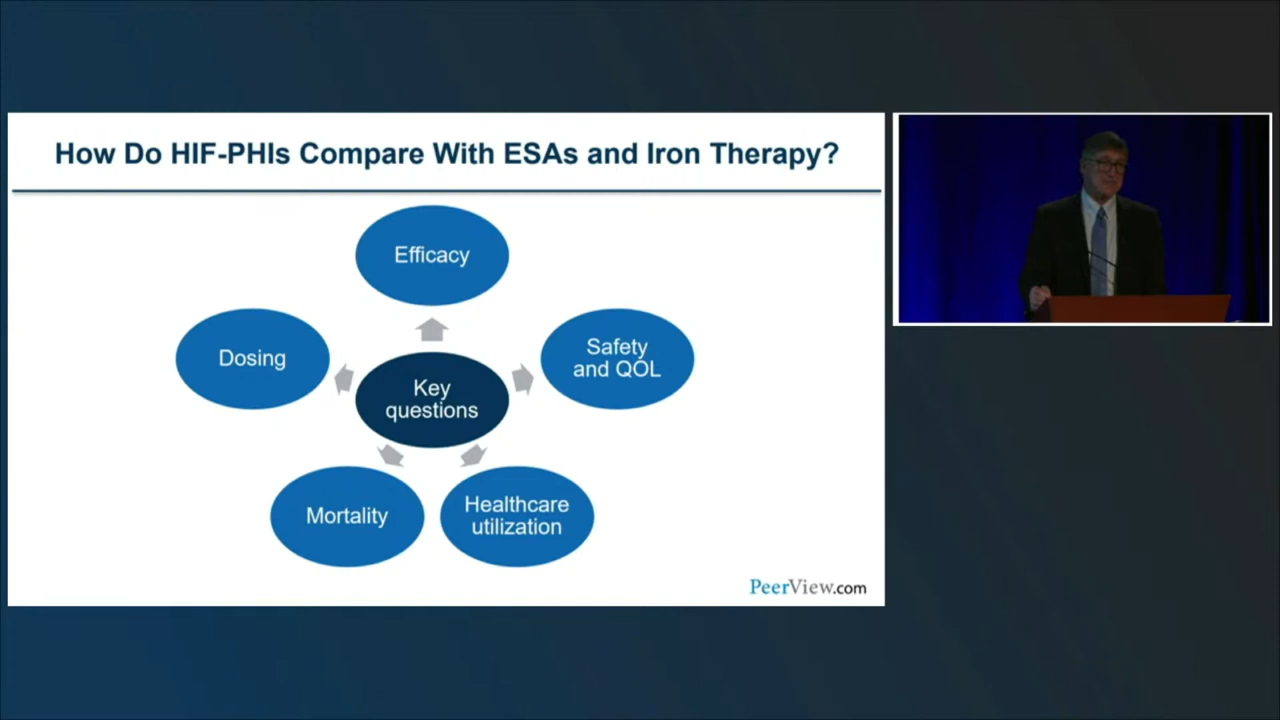 How Do HIF-PHIs Compare With ESAs and Iron Therapy?
Efficacy
Dosing
Safety
and QOL
Key
questions
Mortality
Healthcare
utilization
PeerView.com